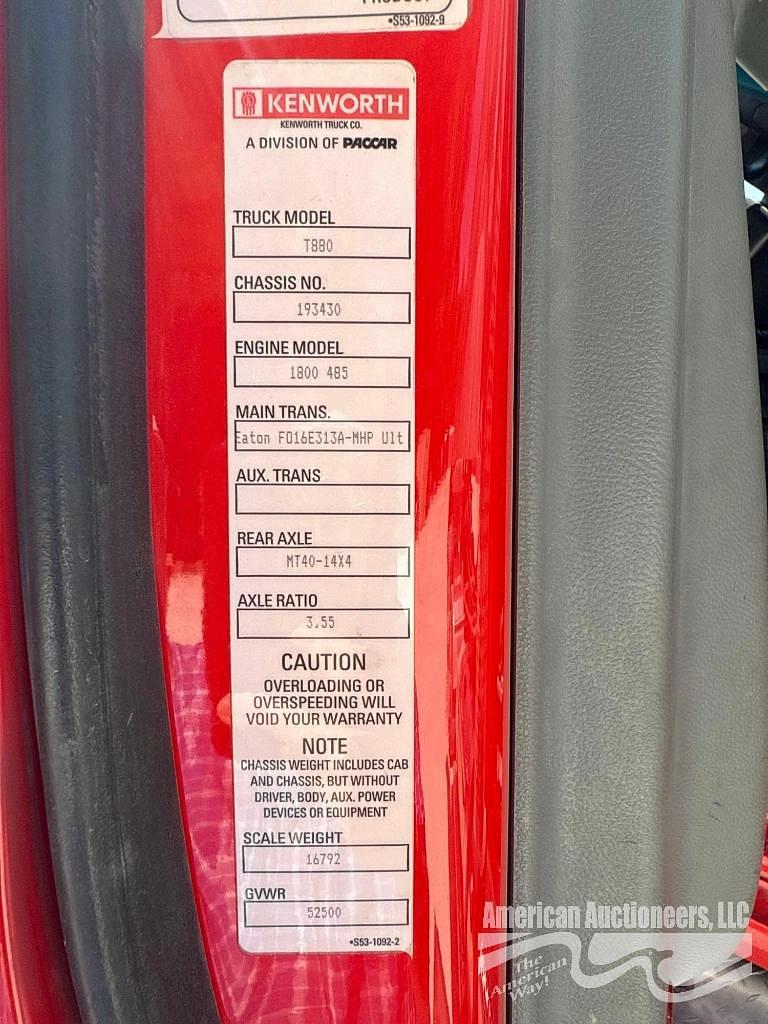 PRODUCT
•S53-1092-9
KENWORTH
KENWORTH TRUCK CO.
A DIVISION OF PACCAR
TRUCK MODEL
T880
CHASSIS NO.
193430
ENGINE MODEL
1800 485
MAIN TRANS.
Eaton FO16E313A-MHP Ult
AUX. TRANS
REAR AXLE
MT40-14X4
AXLE RATIO
3.55
CAUTION
OVERLOADING OR
OVERSPEEDING WILL
VOID YOUR WARRANTY
NOTE
CHASSIS WEIGHT INCLUDES CAB
AND CHASSIS, BUT WITHOUT
DRIVER, BODY, AUX. POWER
DEVICES OR EQUIPMENT
SCALE WEIGHT
16792
GVWR
52500
•S53-1092-2
American Auctioneers, LLC
The
American
Way!